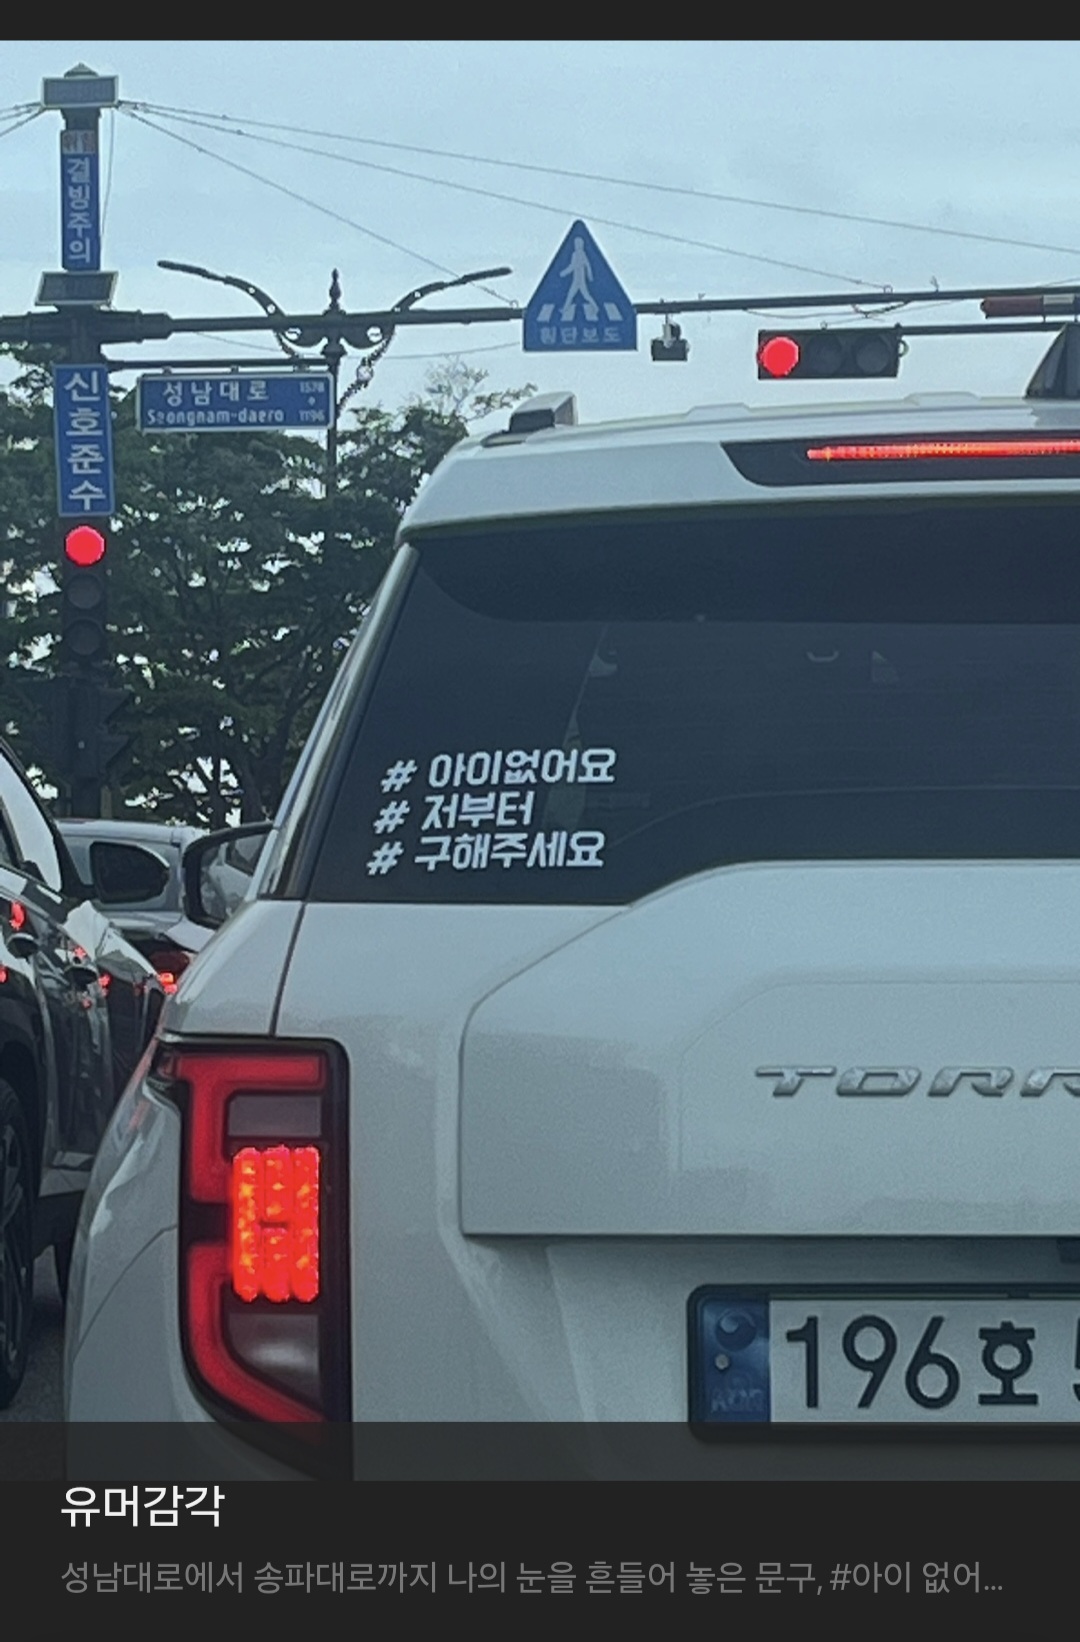 결빙주의
횡단보도
성남대로 1578
Seongnam-daero 1196
신호준수
# 아이없어요
# 저부터
# 구해주세요
196호
유머감각
성남대로에서 송파대로까지 나의 눈을 흔들어 놓은 문구, #아이 없어...